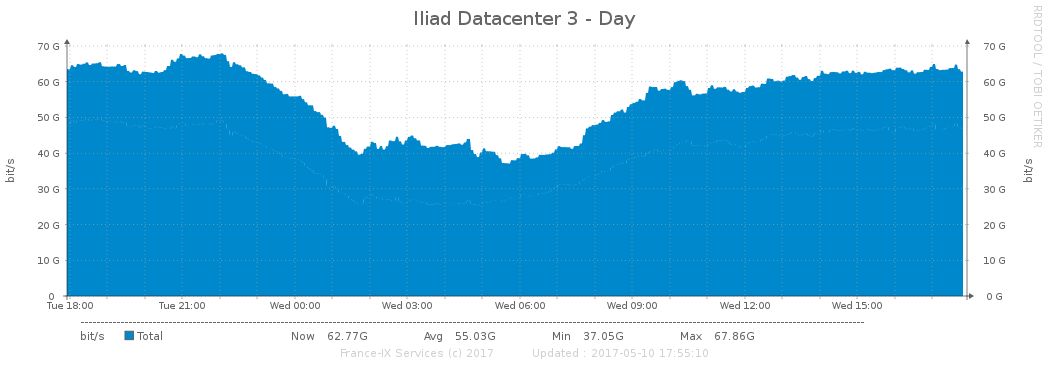 Iliad Datacenter 3 - Day
RRDTOOL / TOBI OETIKER
70 G 70 G
60 G 60 G
50 G 50 G
40 G 40 G
30 G 30 G
20 G 20 G
10 G 10 G
0 0 G
bit/s bit/s
Tue 18:00 Tue 21:00 Wed 00:00 Wed 03:00 Wed 06:00 Wed 09:00 Wed 12:00 Wed 15:00
bit/s Total Now 62.77G Avg 55.03G Min 37.05G Max 67.86G
France-IX Services (c) 2017 Updated : 2017-05-10 17:55:10